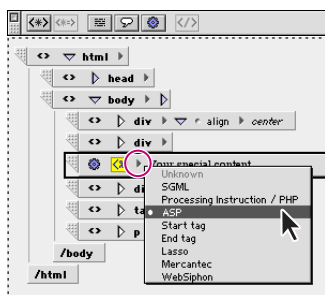 html
head
body
div align center
div
Your special content
Unknown
di
SGML
Processing Instruction / PHP
ta
ASP
Start tag
p
End tag
/body
Lasso
Mercantec
/html
WebSiphon